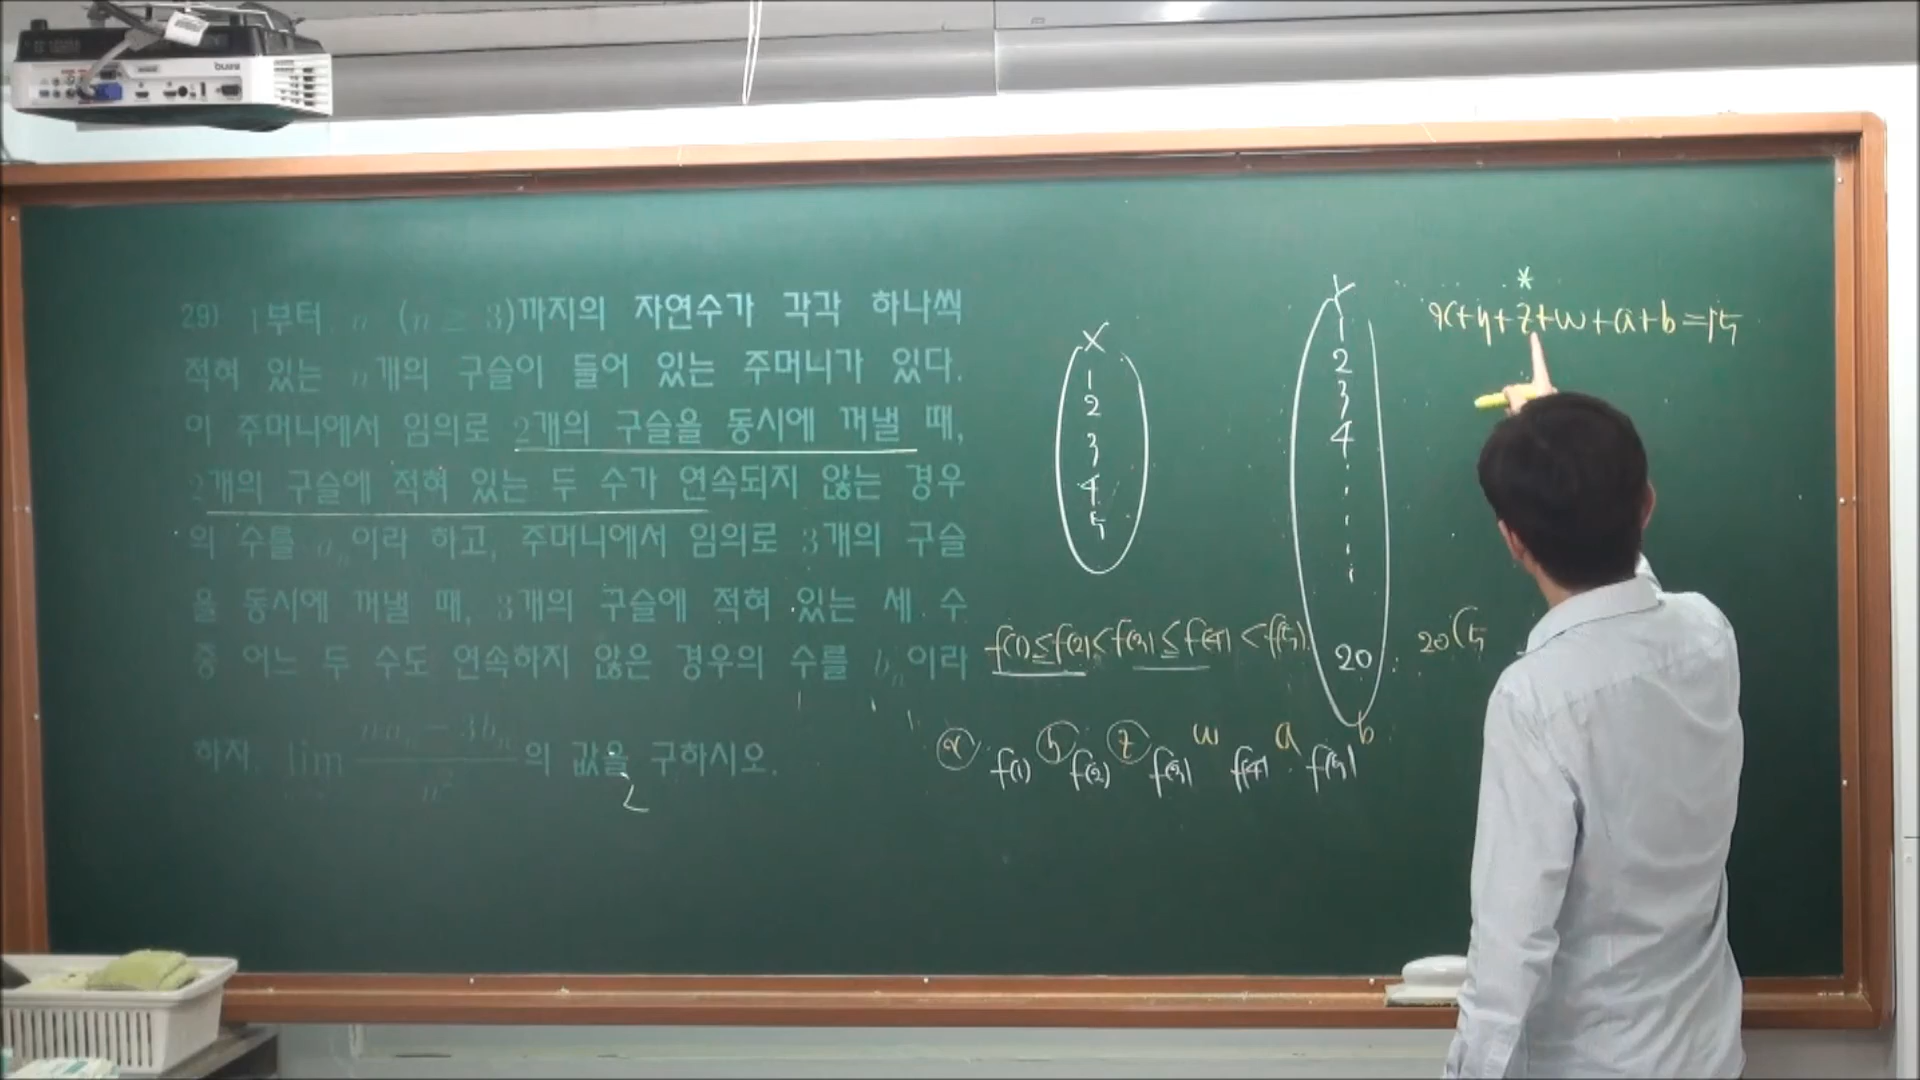 29) 1부터 n (n ≥ 3)까지의 자연수가 각각 하나씩
적혀 있는 n개의 구슬이 들어 있는 주머니가 있다.
이 주머니에서 임의로 2개의 구슬을 동시에 꺼낼 때,
2개의 구슬에 적혀 있는 두 수가 연속되지 않는 경우
의 수를 aₙ이라 하고, 주머니에서 임의로 3개의 구슬
을 동시에 꺼낼 때, 3개의 구슬에 적혀 있는 세 수
중 어느 두 수도 연속하지 않은 경우의 수를 bₙ이라
하자. lim (naₙ - 3bₙ)/n² 의 값을 구하시오.
X
1
2
3
4
5
Y
1
2
3
4
20
*
x+y+z+w+a+b=15
f(1)≤f(2)<f(3)≤f(4)<f(5)
20C5
x f(1) y f(2) z f(3) w f(4) a f(5) b